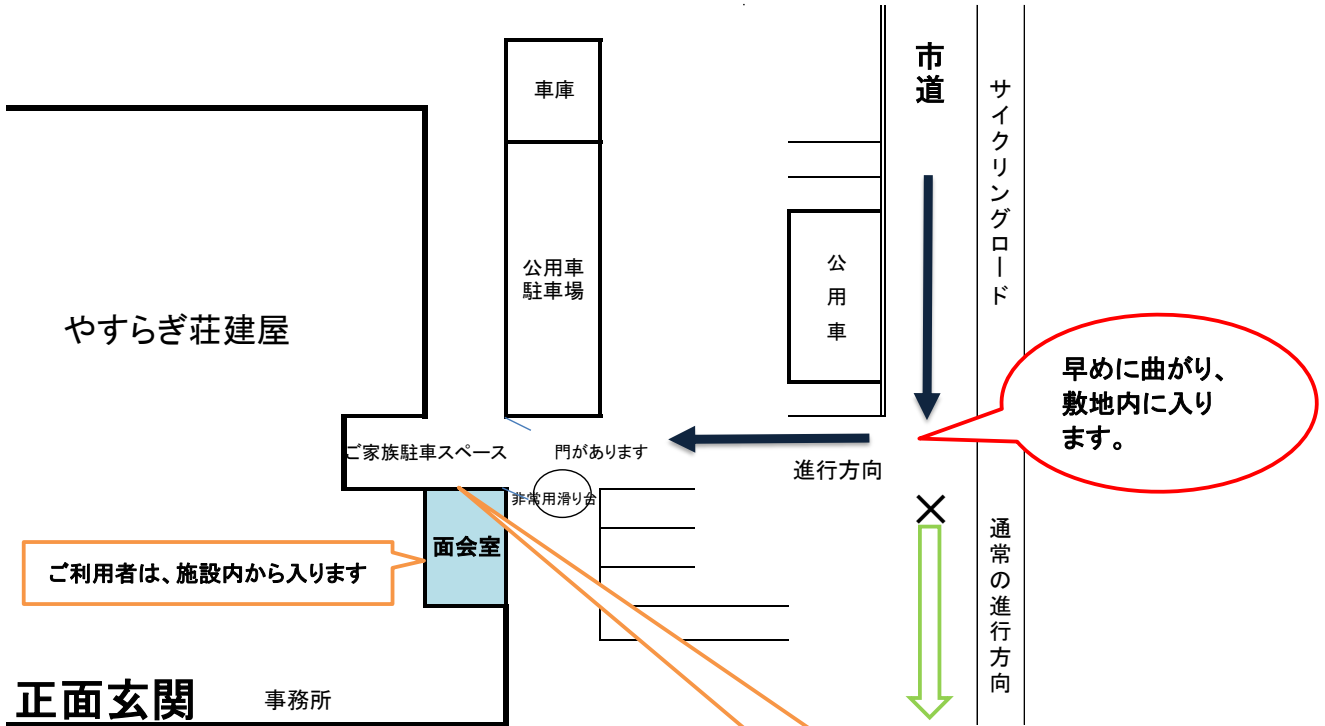 市道
サイクリングロード
車庫
公用車
駐車場
公用車
やすらぎ荘建屋
早めに曲がり、
敷地内に入り
ます。
ご家族駐車スペース
門があります
進行方向
非常用滑り台
×
通常の進行方向
面会室
ご利用者は、施設内から入ります
正面玄関
事務所